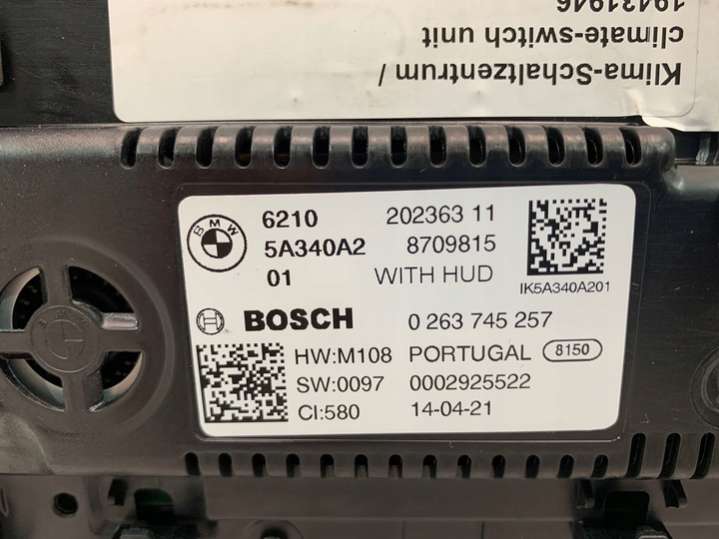 Klima-Schaltzentrum /
climate-switch unit
19431946
BMW
6210 202363 11
5A340A2 8709815
01 WITH HUD
IK5A340A201
BOSCH 0 263 745 257
HW:M108 PORTUGAL 8150
SW:0097 0002925522
CI:580 14-04-21